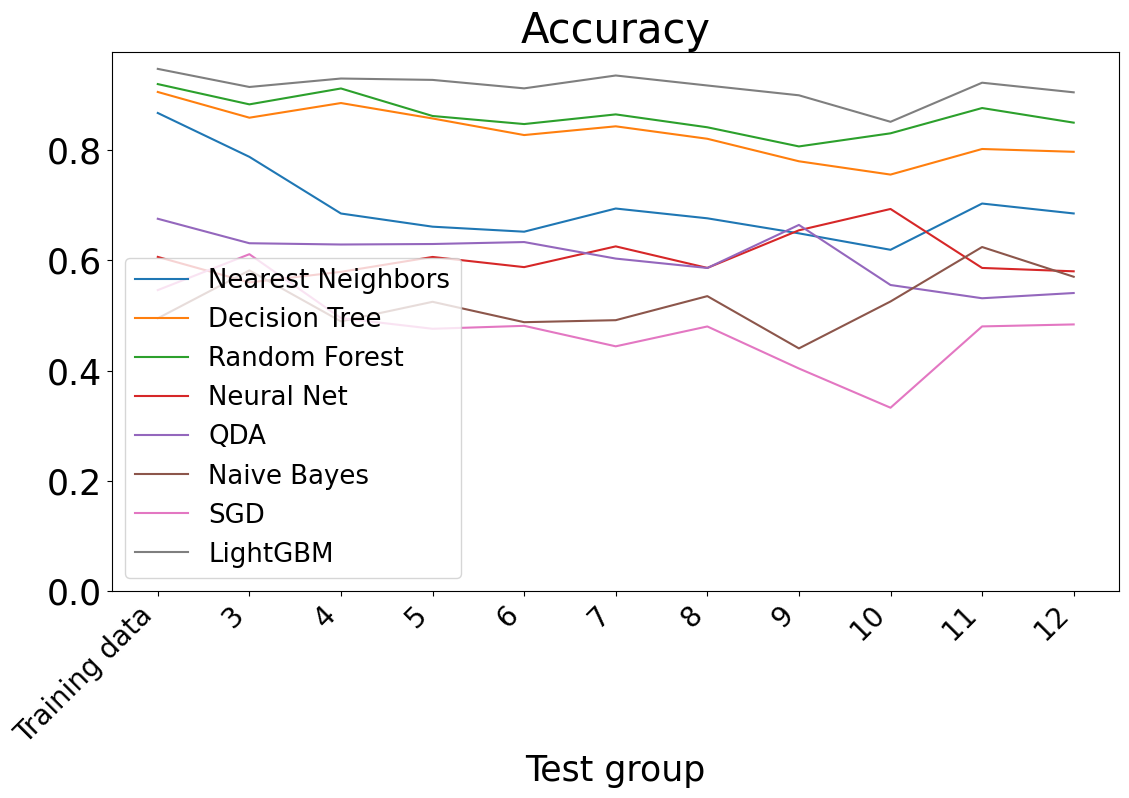 Accuracy
0.8
0.6
0.4
0.2
0.0
Nearest Neighbors
Decision Tree
Random Forest
Neural Net
QDA
Naive Bayes
SGD
LightGBM
Training data
3
4
5
6
7
8
9
10
11
12
Test group